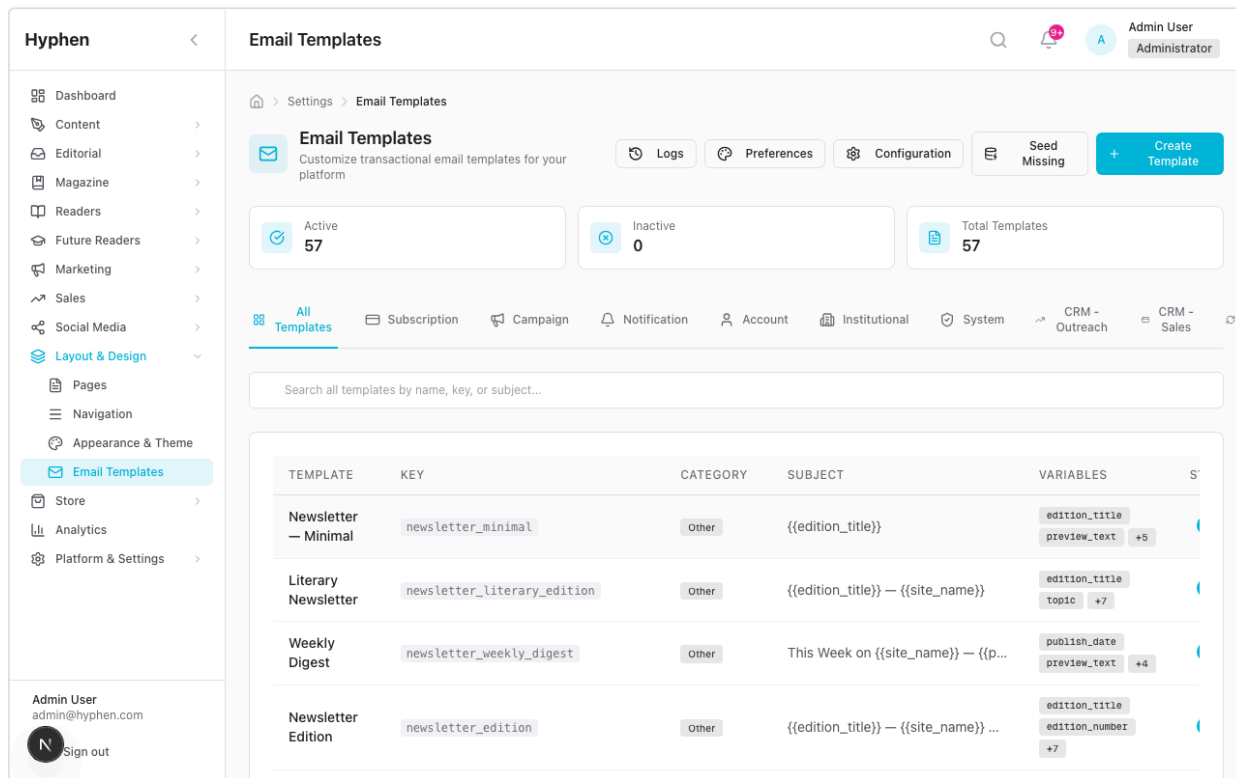 Hyphen
Email Templates
9+
A
Admin User
Administrator
Dashboard
Content
Editorial
Magazine
Readers
Future Readers
Marketing
Sales
Social Media
Layout & Design
Pages
Navigation
Appearance & Theme
Email Templates
Store
Analytics
Platform & Settings
Admin User
admin@hyphen.com
N
Sign out
Settings
Email Templates
Email Templates
Customize transactional email templates for your
platform
Logs
Preferences
Configuration
Seed
Missing
+ Create
Template
Active
57
Inactive
0
Total Templates
57
All
Templates
Subscription
Campaign
Notification
Account
Institutional
System
CRM -
Outreach
CRM -
Sales
Search all templates by name, key, or subject...
TEMPLATE KEY CATEGORY SUBJECT VARIABLES
Newsletter
— Minimal
newsletter_minimal
Other
{{edition_title}}
edition_title
preview_text +5
Literary
Newsletter
newsletter_literary_edition
Other
{{edition_title}} — {{site_name}}
edition_title
topic +7
Weekly
Digest
newsletter_weekly_digest
Other
This Week on {{site_name}} — {{p...
publish_date
preview_text +4
Newsletter
Edition
newsletter_edition
Other
{{edition_title}} — {{site_name}} ...
edition_title
edition_number
+7